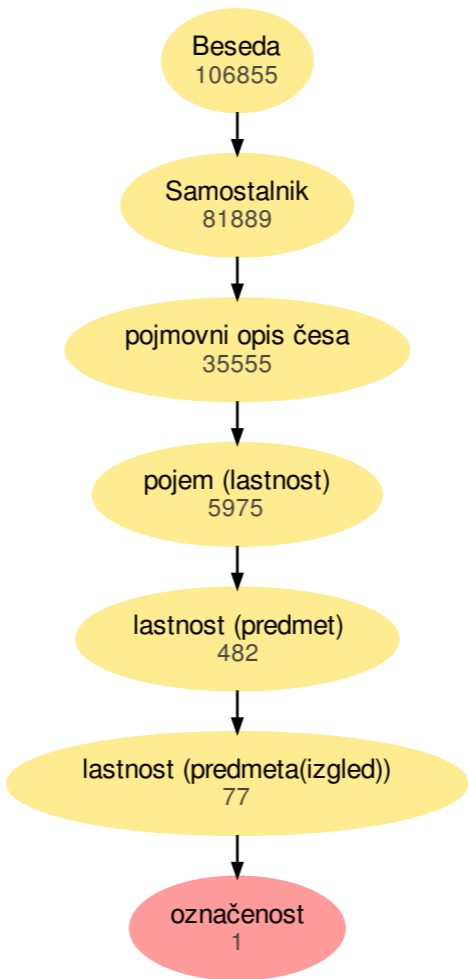 Beseda
106855
Samostalnik
81889
pojmovni opis česa
35555
pojem (lastnost)
5975
lastnost (predmet)
482
lastnost (predmeta(izgled))
77
označenost
1